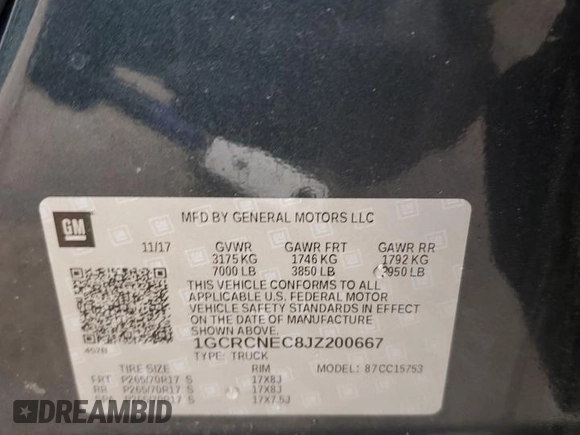 MFD BY GENERAL MOTORS LLC
GM
11/17 GVWR GAWR FRT GAWR RR
3175 KG 1746 KG 1792 KG
7000 LB 3850 LB 3950 LB
THIS VEHICLE CONFORMS TO ALL
APPLICABLE U.S. FEDERAL MOTOR
VEHICLE SAFETY STANDARDS IN EFFECT
ON THE DATE OF MANUFACTURE
SHOWN ABOVE.
1GCRCNEC8JZ200667
TYPE: TRUCK MODEL: 87CC15753
TIRE SIZE RIM
FRT P265/70R17 S 17X8J
RR P265/70R17 S 17X8J
P265/70R17 S 17X7.5J
DREAMBID